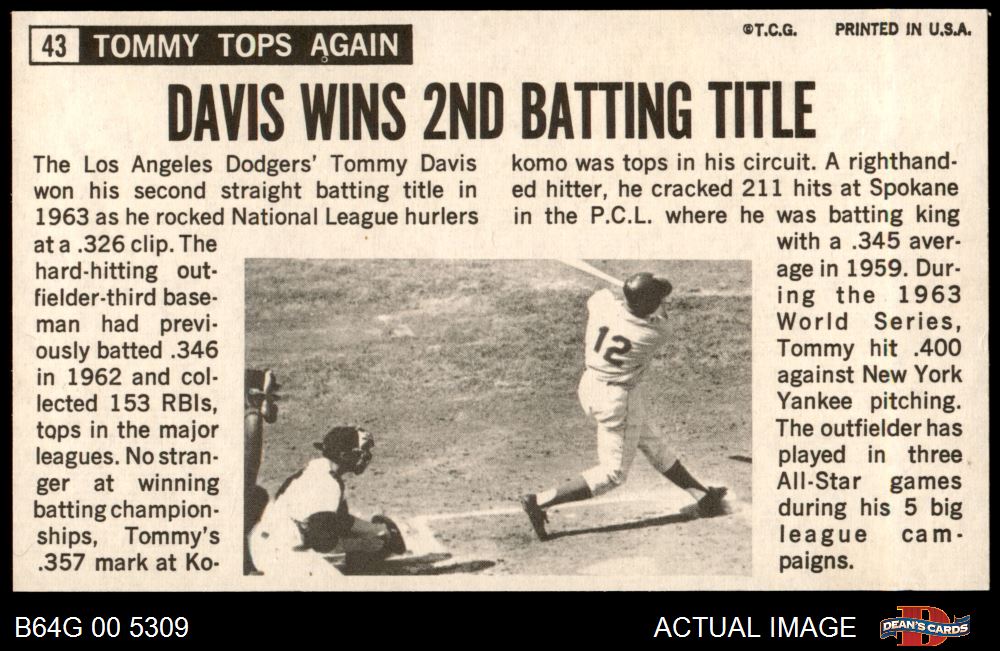 43 TOMMY TOPS AGAIN
©T.C.G. PRINTED IN U.S.A.
DAVIS WINS 2ND BATTING TITLE
The Los Angeles Dodgers' Tommy Davis
won his second straight batting title in
1963 as he rocked National League hurlers
at a .326 clip. The
hard-hitting out-
fielder-third base-
man had previ-
ously batted .346
in 1962 and col-
lected 153 RBIs,
tops in the major
leagues. No stran-
ger at winning
batting champion-
ships, Tommy's
.357 mark at Ko-
komo was tops in his circuit. A righthand-
ed hitter, he cracked 211 hits at Spokane
in the P.C.L. where he was batting king
with a .345 aver-
age in 1959. Dur-
ing the 1963
World Series,
Tommy hit .400
against New York
Yankee pitching.
The outfielder has
played in three
All-Star games
during his 5 big
league cam-
paigns.
12
B64G 00 5309
ACTUAL IMAGE
D
DEAN'S CARDS